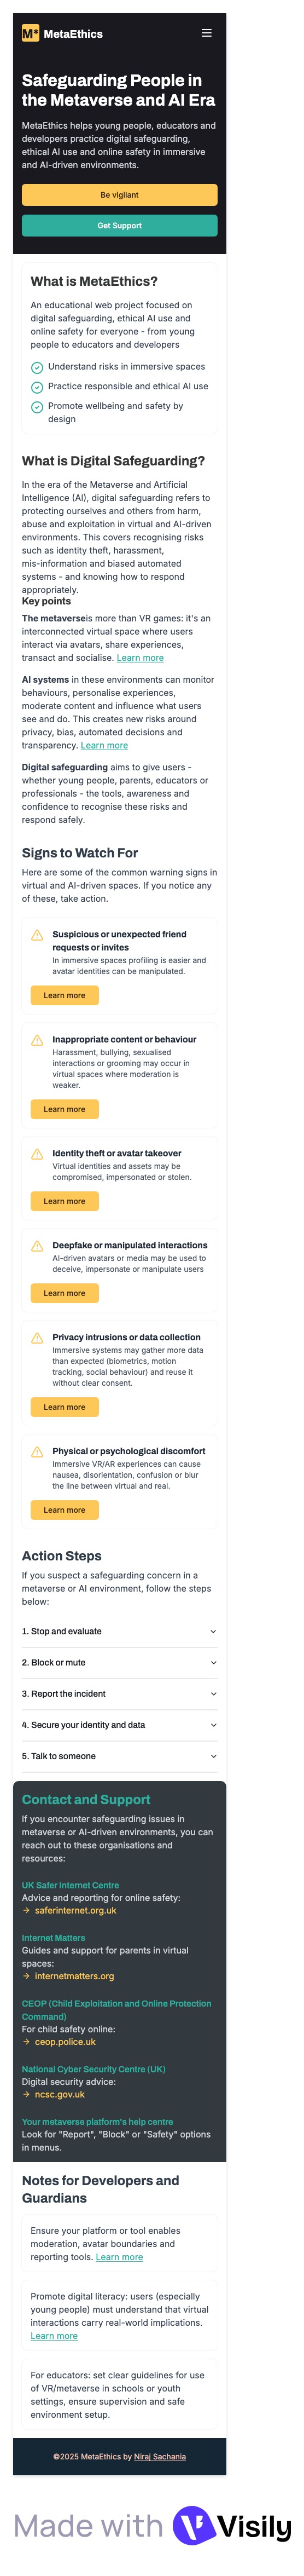 M* MetaEthics
Safeguarding People in
the Metaverse and AI Era
MetaEthics helps young people, educators and
developers practice digital safeguarding,
ethical AI use and online safety in immersive
and AI-driven environments.
Be vigilant
Get Support
What is MetaEthics?
An educational web project focused on
digital safeguarding, ethical AI use and
online safety for everyone - from young
people to educators and developers
Understand risks in immersive spaces
Practice responsible and ethical AI use
Promote wellbeing and safety by
design
What is Digital Safeguarding?
In the era of the Metaverse and Artificial
Intelligence (AI), digital safeguarding refers to
protecting ourselves and others from harm,
abuse and exploitation in virtual and AI-driven
environments. This covers recognising risks
such as identity theft, harassment,
mis-information and biased automated
systems - and knowing how to respond
appropriately.
Key points
The metaverseis more than VR games: it's an
interconnected virtual space where users
interact via avatars, share experiences,
transact and socialise. Learn more
AI systems in these environments can monitor
behaviours, personalise experiences,
moderate content and influence what users
see and do. This creates new risks around
privacy, bias, automated decisions and
transparency. Learn more
Digital safeguarding aims to give users -
whether young people, parents, educators or
professionals - the tools, awareness and
confidence to recognise these risks and
respond safely.
Signs to Watch For
Here are some of the common warning signs in
virtual and AI-driven spaces. If you notice any
of these, take action.
Suspicious or unexpected friend
requests or invites
In immersive spaces profiling is easier and
avatar identities can be manipulated.
Learn more
Inappropriate content or behaviour
Harassment, bullying, sexualised
interactions or grooming may occur in
virtual spaces where moderation is
weaker.
Learn more
Identity theft or avatar takeover
Virtual identities and assets may be
compromised, impersonated or stolen.
Learn more
Deepfake or manipulated interactions
AI-driven avatars or media may be used to
deceive, impersonate or manipulate users
Learn more
Privacy intrusions or data collection
Immersive systems may gather more data
than expected (biometrics, motion
tracking, social behaviour) and reuse it
without clear consent.
Learn more
Physical or psychological discomfort
Immersive VR/AR experiences can cause
nausea, disorientation, confusion or blur
the line between virtual and real.
Learn more
Action Steps
If you suspect a safeguarding concern in a
metaverse or AI environment, follow the steps
below:
1. Stop and evaluate
2. Block or mute
3. Report the incident
4. Secure your identity and data
5. Talk to someone
Contact and Support
If you encounter safeguarding issues in
metaverse or AI-driven environments, you can
reach out to these organisations and
resources:
UK Safer Internet Centre
Advice and reporting for online safety:
→ saferinternet.org.uk
Internet Matters
Guides and support for parents in virtual
spaces:
→ internetmatters.org
CEOP (Child Exploitation and Online Protection
Command)
For child safety online:
→ ceop.police.uk
National Cyber Security Centre (UK)
Digital security advice:
→ ncsc.gov.uk
Your metaverse platform's help centre
Look for "Report", "Block" or "Safety" options
in menus.
Notes for Developers and
Guardians
Ensure your platform or tool enables
moderation, avatar boundaries and
reporting tools. Learn more
Promote digital literacy: users (especially
young people) must understand that virtual
interactions carry real-world implications.
Learn more
For educators: set clear guidelines for use
of VR/metaverse in schools or youth
settings, ensure supervision and safe
environment setup.
©2025 MetaEthics by Niraj Sachania
Made with Visily